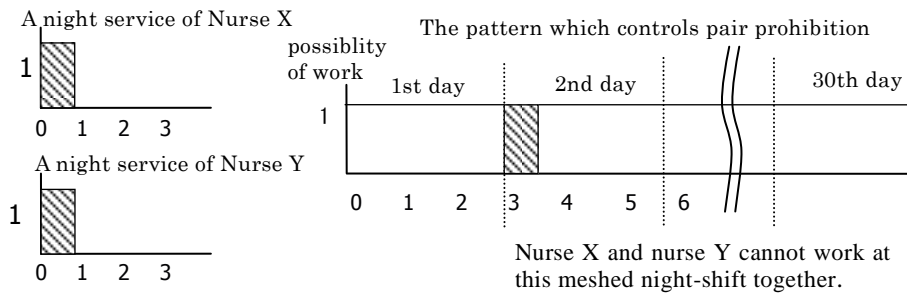 A night service of Nurse X
1
0 1 2 3
A night service of Nurse Y
1
0 1 2 3
The pattern which controls pair prohibition
possiblity
of work
1st day 2nd day 30th day
1
0 1 2 3 4 5 6
Nurse X and nurse Y cannot work at
this meshed night-shift together.